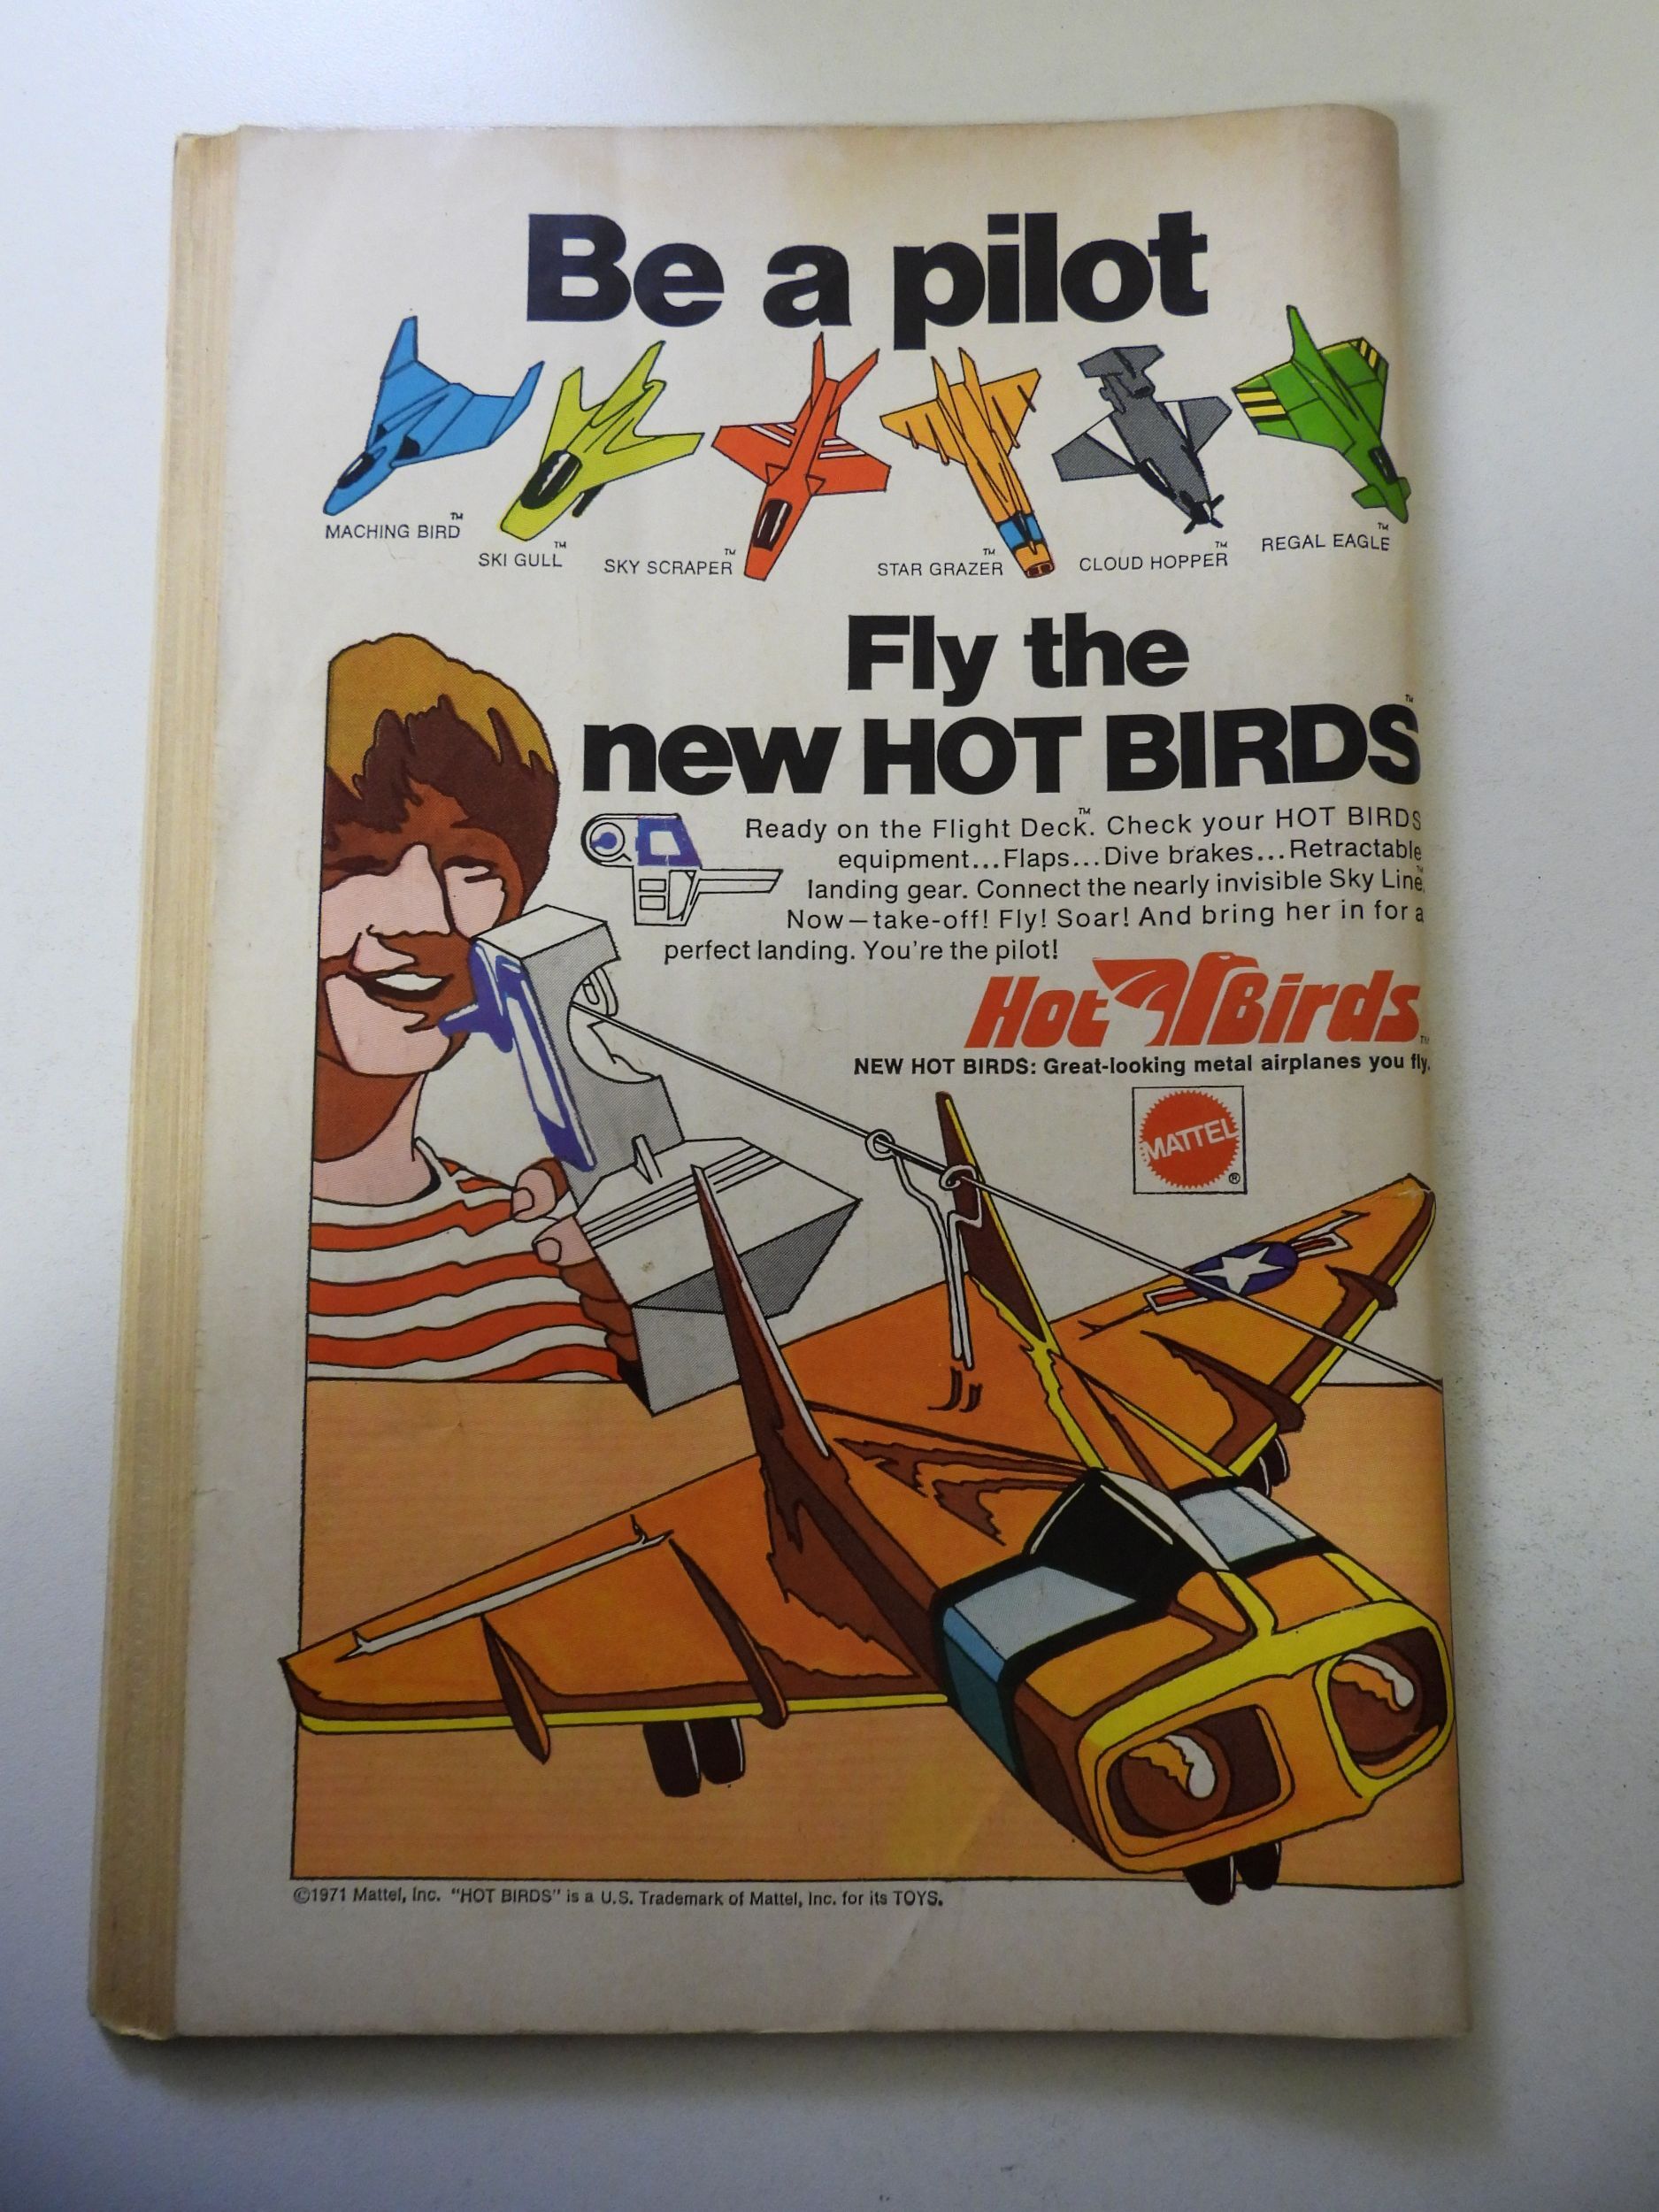 Be a pilot
MACHING BIRD™
SKI GULL™
SKY SCRAPER™
STAR GRAZER™
CLOUD HOPPER™
REGAL EAGLE™
Fly the
new HOT BIRDS™
Ready on the Flight Deck™. Check your HOT BIRDS
equipment...Flaps...Dive brakes...Retractable
landing gear. Connect the nearly invisible Sky Line™.
Now—take-off! Fly! Soar! And bring her in for a
perfect landing. You're the pilot!
Hot Birds™
NEW HOT BIRDS: Great-looking metal airplanes you fly.
MATTEL®
©1971 Mattel, Inc. "HOT BIRDS" is a U.S. Trademark of Mattel, Inc. for its TOYS.